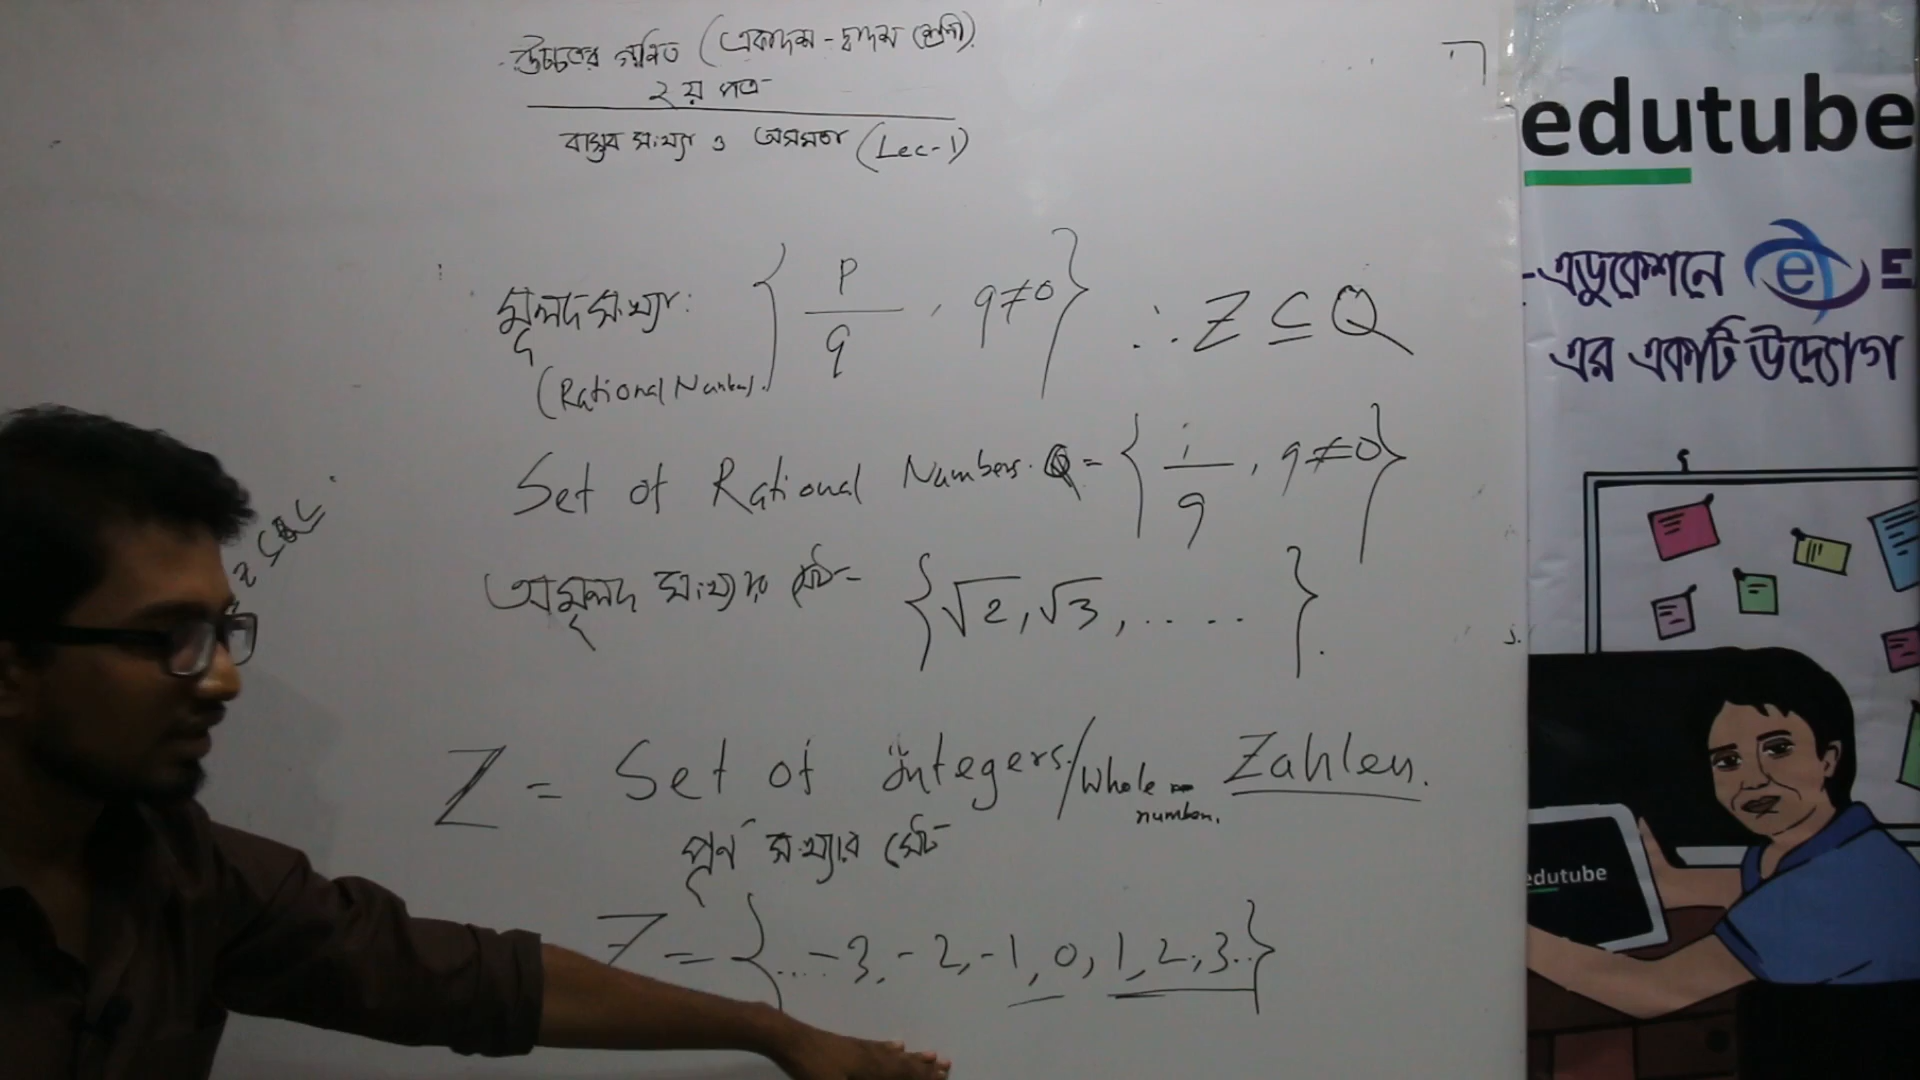 উচ্চতর গণিত (একাদশ - দ্বাদশ শ্রেণী)
২য় পত্র
বাস্তব সংখ্যা ও অসমতা (Lec-1)
মূলদ সংখ্যা: { p/q , q≠0 } ∴ Z ⊆ Q
(Rational Number).
Set of Rational Numbers. Q = { /q , q≠0 }
অমূলদ সংখ্যার সেট- { √2, √3, ..... }.
Z = Set of integers/whole number. Zahlen.
পূর্ণ সংখ্যার সেট
Z = {...-3, -2, -1, 0, 1, 2, 3..}
edutube
-এডুকেশনে e E
এর একটি উদ্যোগ
edutube